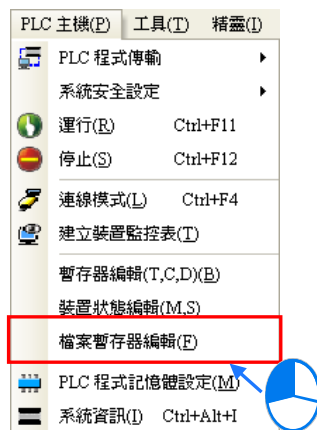 PLC 主機(P) 工具(T) 精靈(I)
PLC 程式傳輸
系統安全設定
運行(R) Ctrl+F11
停止(S) Ctrl+F12
連線模式(L) Ctrl+F4
建立裝置監控表(T)
暫存器編輯(T,C,D)(B)
裝置狀態編輯(M,S)
檔案暫存器編輯(F)
PLC 程式記憶體設定(M)
系統資訊(I) Ctrl+Alt+I